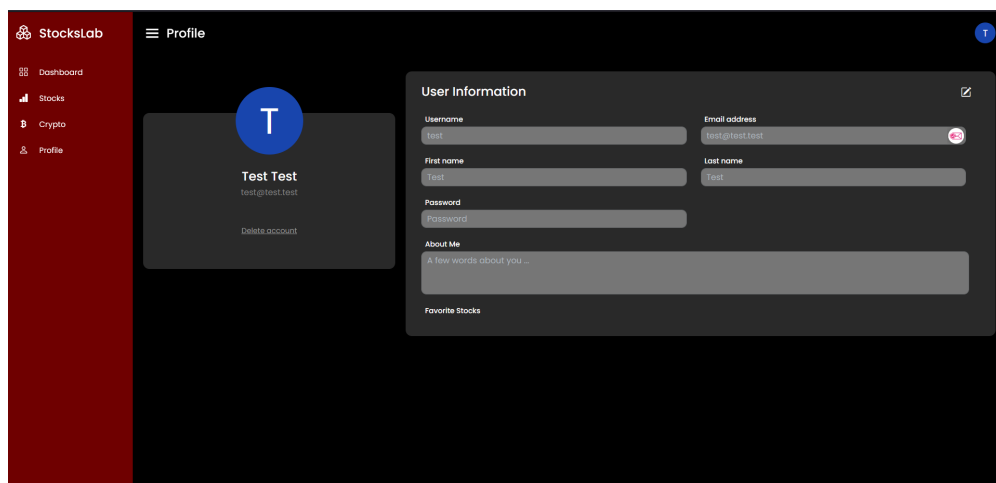 StocksLab
Dashboard
Stocks
Crypto
Profile
Profile
T
T
Test Test
test@test.test
Delete account
User Information
Username
Email address
test
test@test.test
First name
Last name
Test
Test
Password
Password
About Me
A few words about you ...
Favorite Stocks